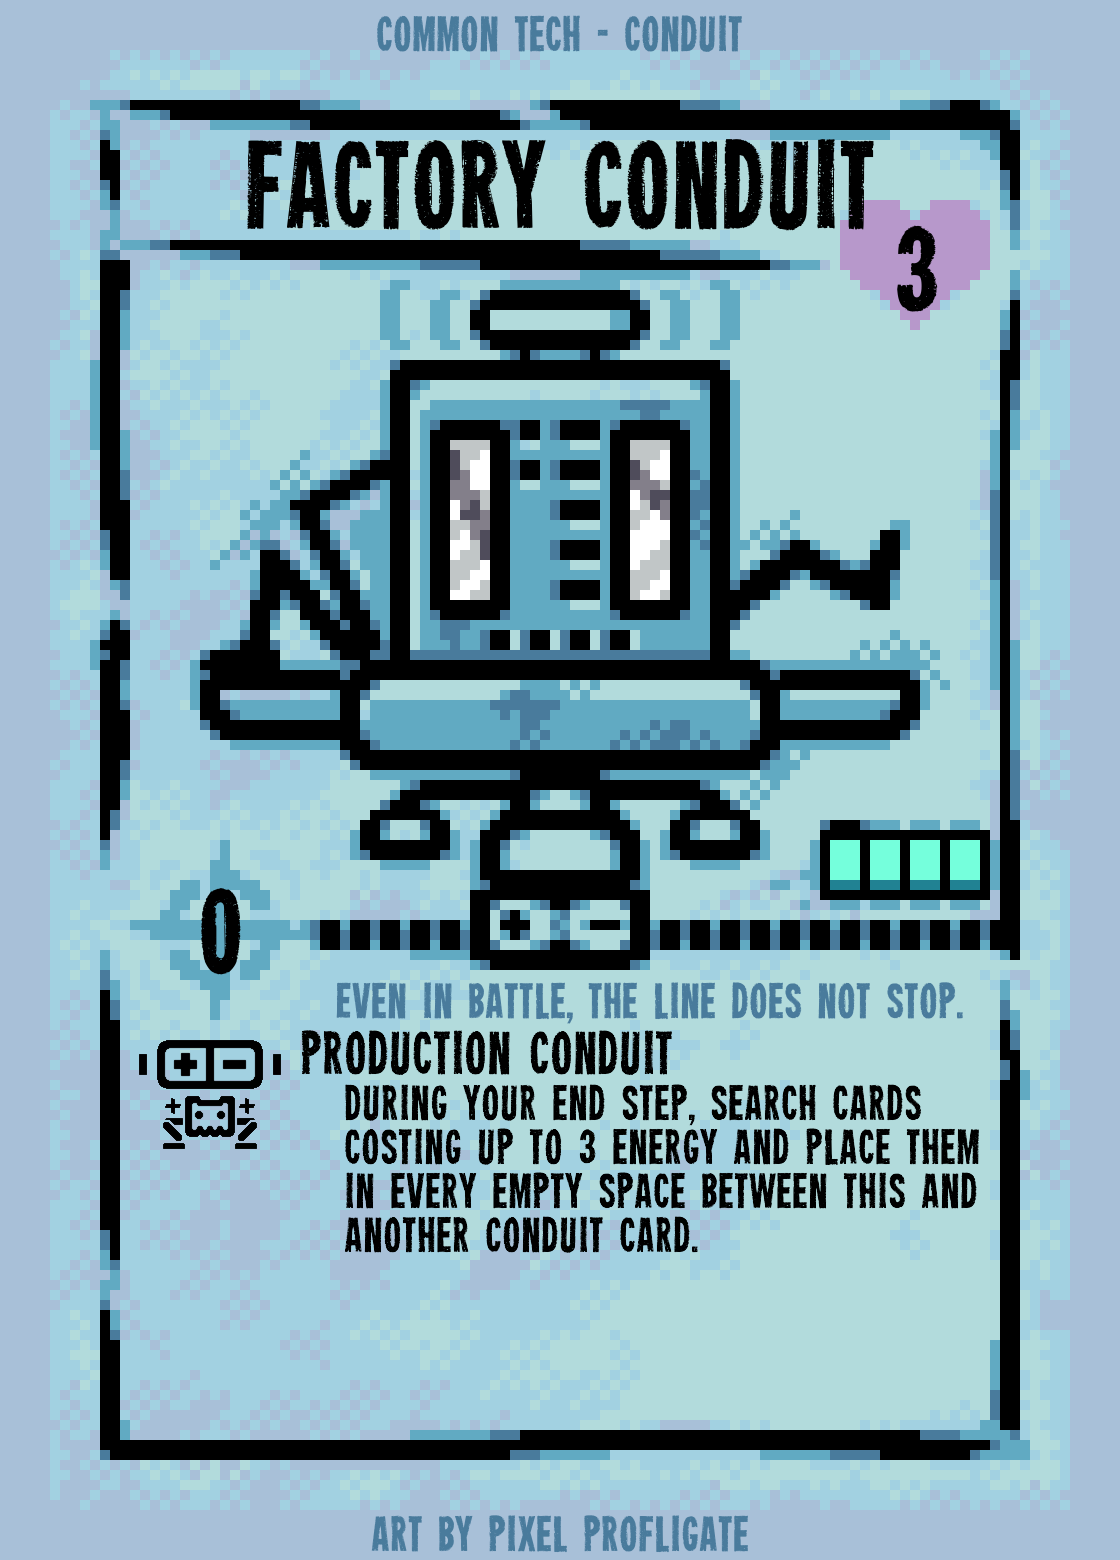 COMMON TECH - CONDUIT
FACTORY CONDUIT
3
0
EVEN IN BATTLE, THE LINE DOES NOT STOP.
PRODUCTION CONDUIT
DURING YOUR END STEP, SEARCH CARDS
COSTING UP TO 3 ENERGY AND PLACE THEM
IN EVERY EMPTY SPACE BETWEEN THIS AND
ANOTHER CONDUIT CARD.
ART BY PIXEL PROFLIGATE